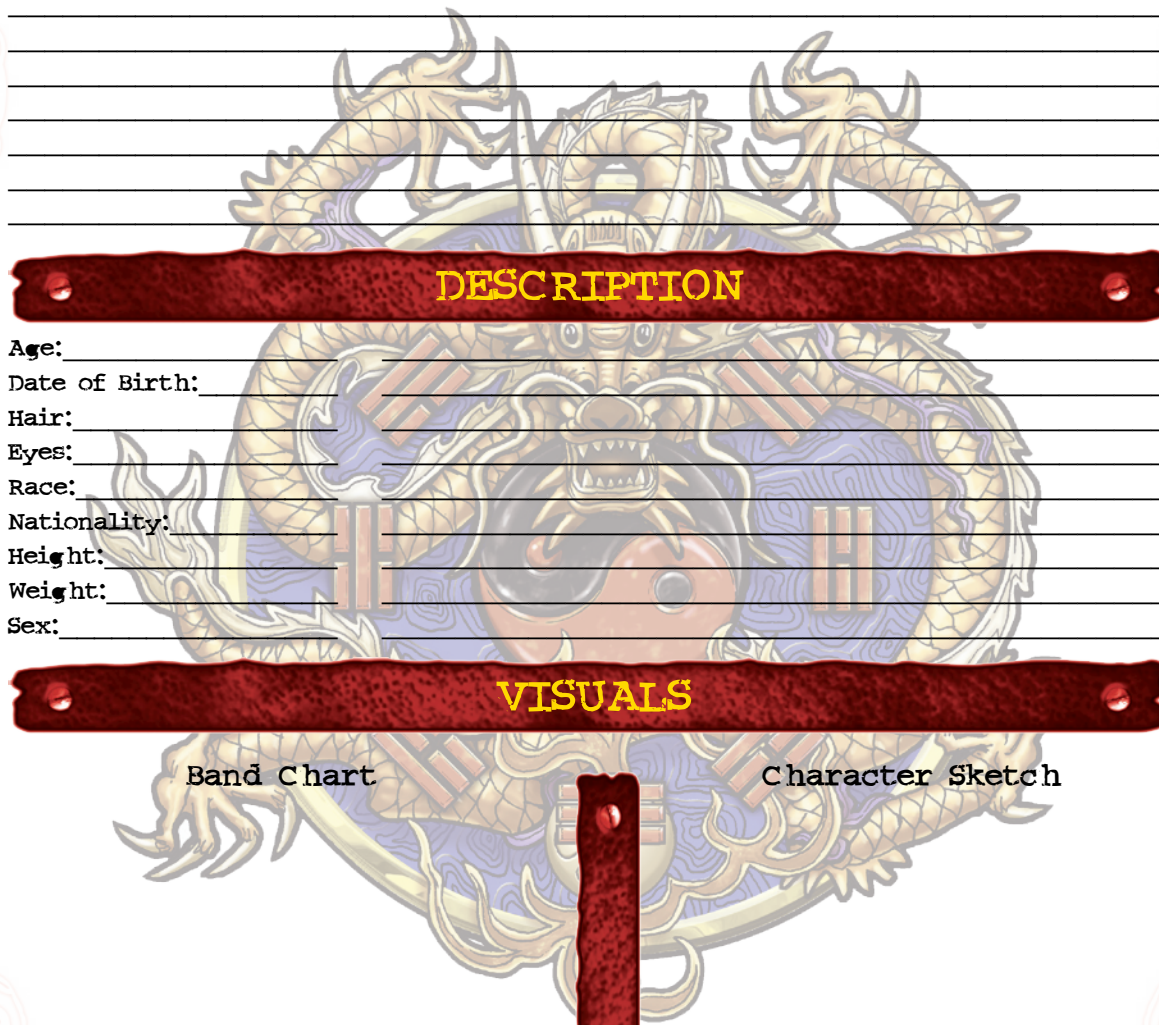 DESCRIPTION
Age:
Date of Birth:
Hair:
Eyes:
Race:
Nationality:
Height:
Weight:
Sex:
VISUALS
Band Chart
Character Sketch